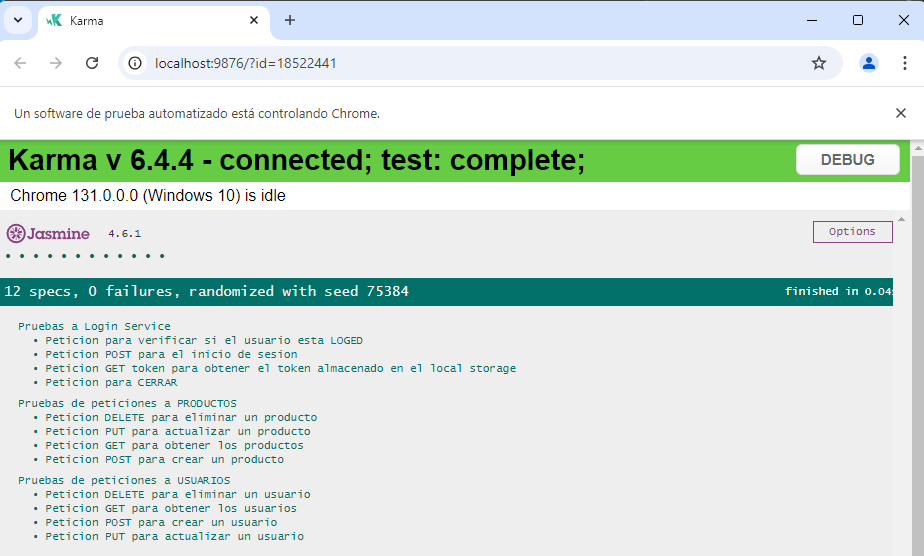 Karma
localhost:9876/?id=18522441
Un software de prueba automatizado está controlando Chrome.
Karma v 6.4.4 - connected; test: complete;
DEBUG
Chrome 131.0.0.0 (Windows 10) is idle
Jasmine 4.6.1
Options
• • • • • • • • • • • •
12 specs, 0 failures, randomized with seed 75384
finished in 0.04
Pruebas a Login Service
• Peticion para verificar si el usuario esta LOGED
• Peticion POST para el inicio de sesion
• Peticion GET token para obtener el token almacenado en el local storage
• Peticion para CERRAR
Pruebas de peticiones a PRODUCTOS
• Peticion DELETE para eliminar un producto
• Peticion PUT para actualizar un producto
• Peticion GET para obtener los productos
• Peticion POST para crear un producto
Pruebas de peticiones a USUARIOS
• Peticion DELETE para eliminar un usuario
• Peticion GET para obtener los usuarios
• Peticion POST para crear un usuario
• Peticion PUT para actualizar un usuario